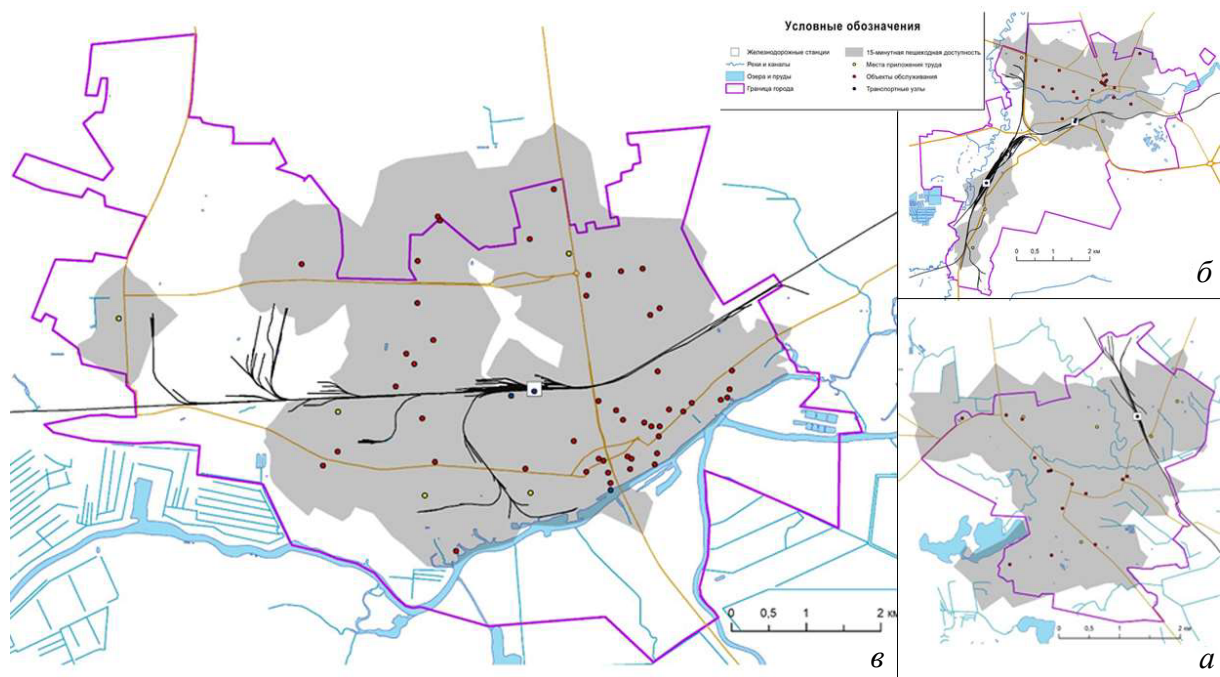 Условные обозначения
Железнодорожные станции
Реки и каналы
Озера и пруды
Граница города
15-минутная пешеходная доступность
Места приложения труда
Объекты обслуживания
Транспортные узлы
0 0,5 1 2 км
б
0 0,5 1 2 км
в
0 0,5 1 2 км
а